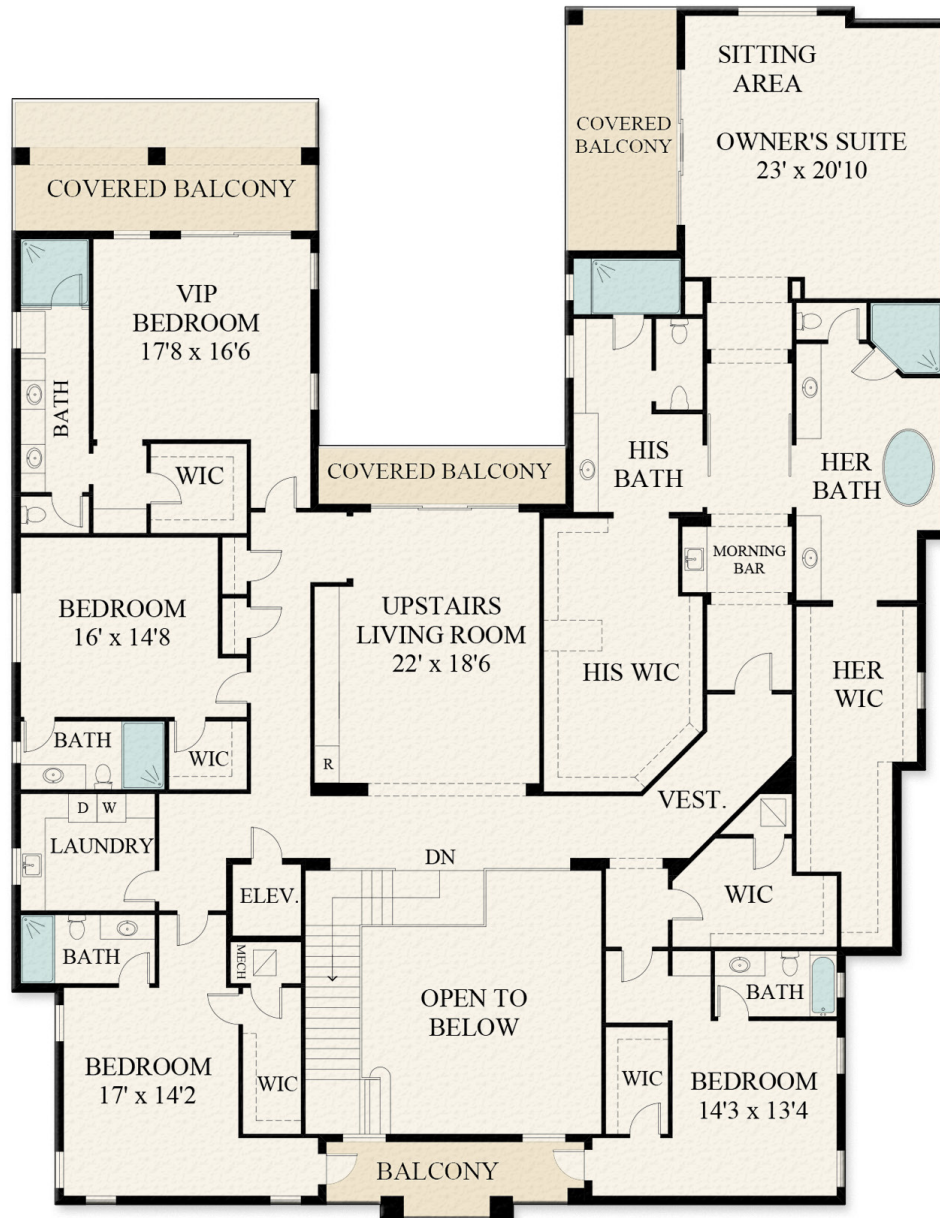 SITTING
AREA
COVERED
BALCONY
OWNER'S SUITE
23' x 20'10
COVERED BALCONY
VIP
BEDROOM
17'8 x 16'6
BATH
WIC
COVERED BALCONY
HIS
BATH
HER
BATH
MORNING
BAR
BEDROOM
16' x 14'8
UPSTAIRS
LIVING ROOM
22' x 18'6
HIS WIC
HER
WIC
BATH
WIC
R
D
W
LAUNDRY
VEST.
DN
ELEV.
WIC
BATH
MECH
OPEN TO
BELOW
BATH
BEDROOM
17' x 14'2
WIC
WIC
BEDROOM
14'3 x 13'4
BALCONY